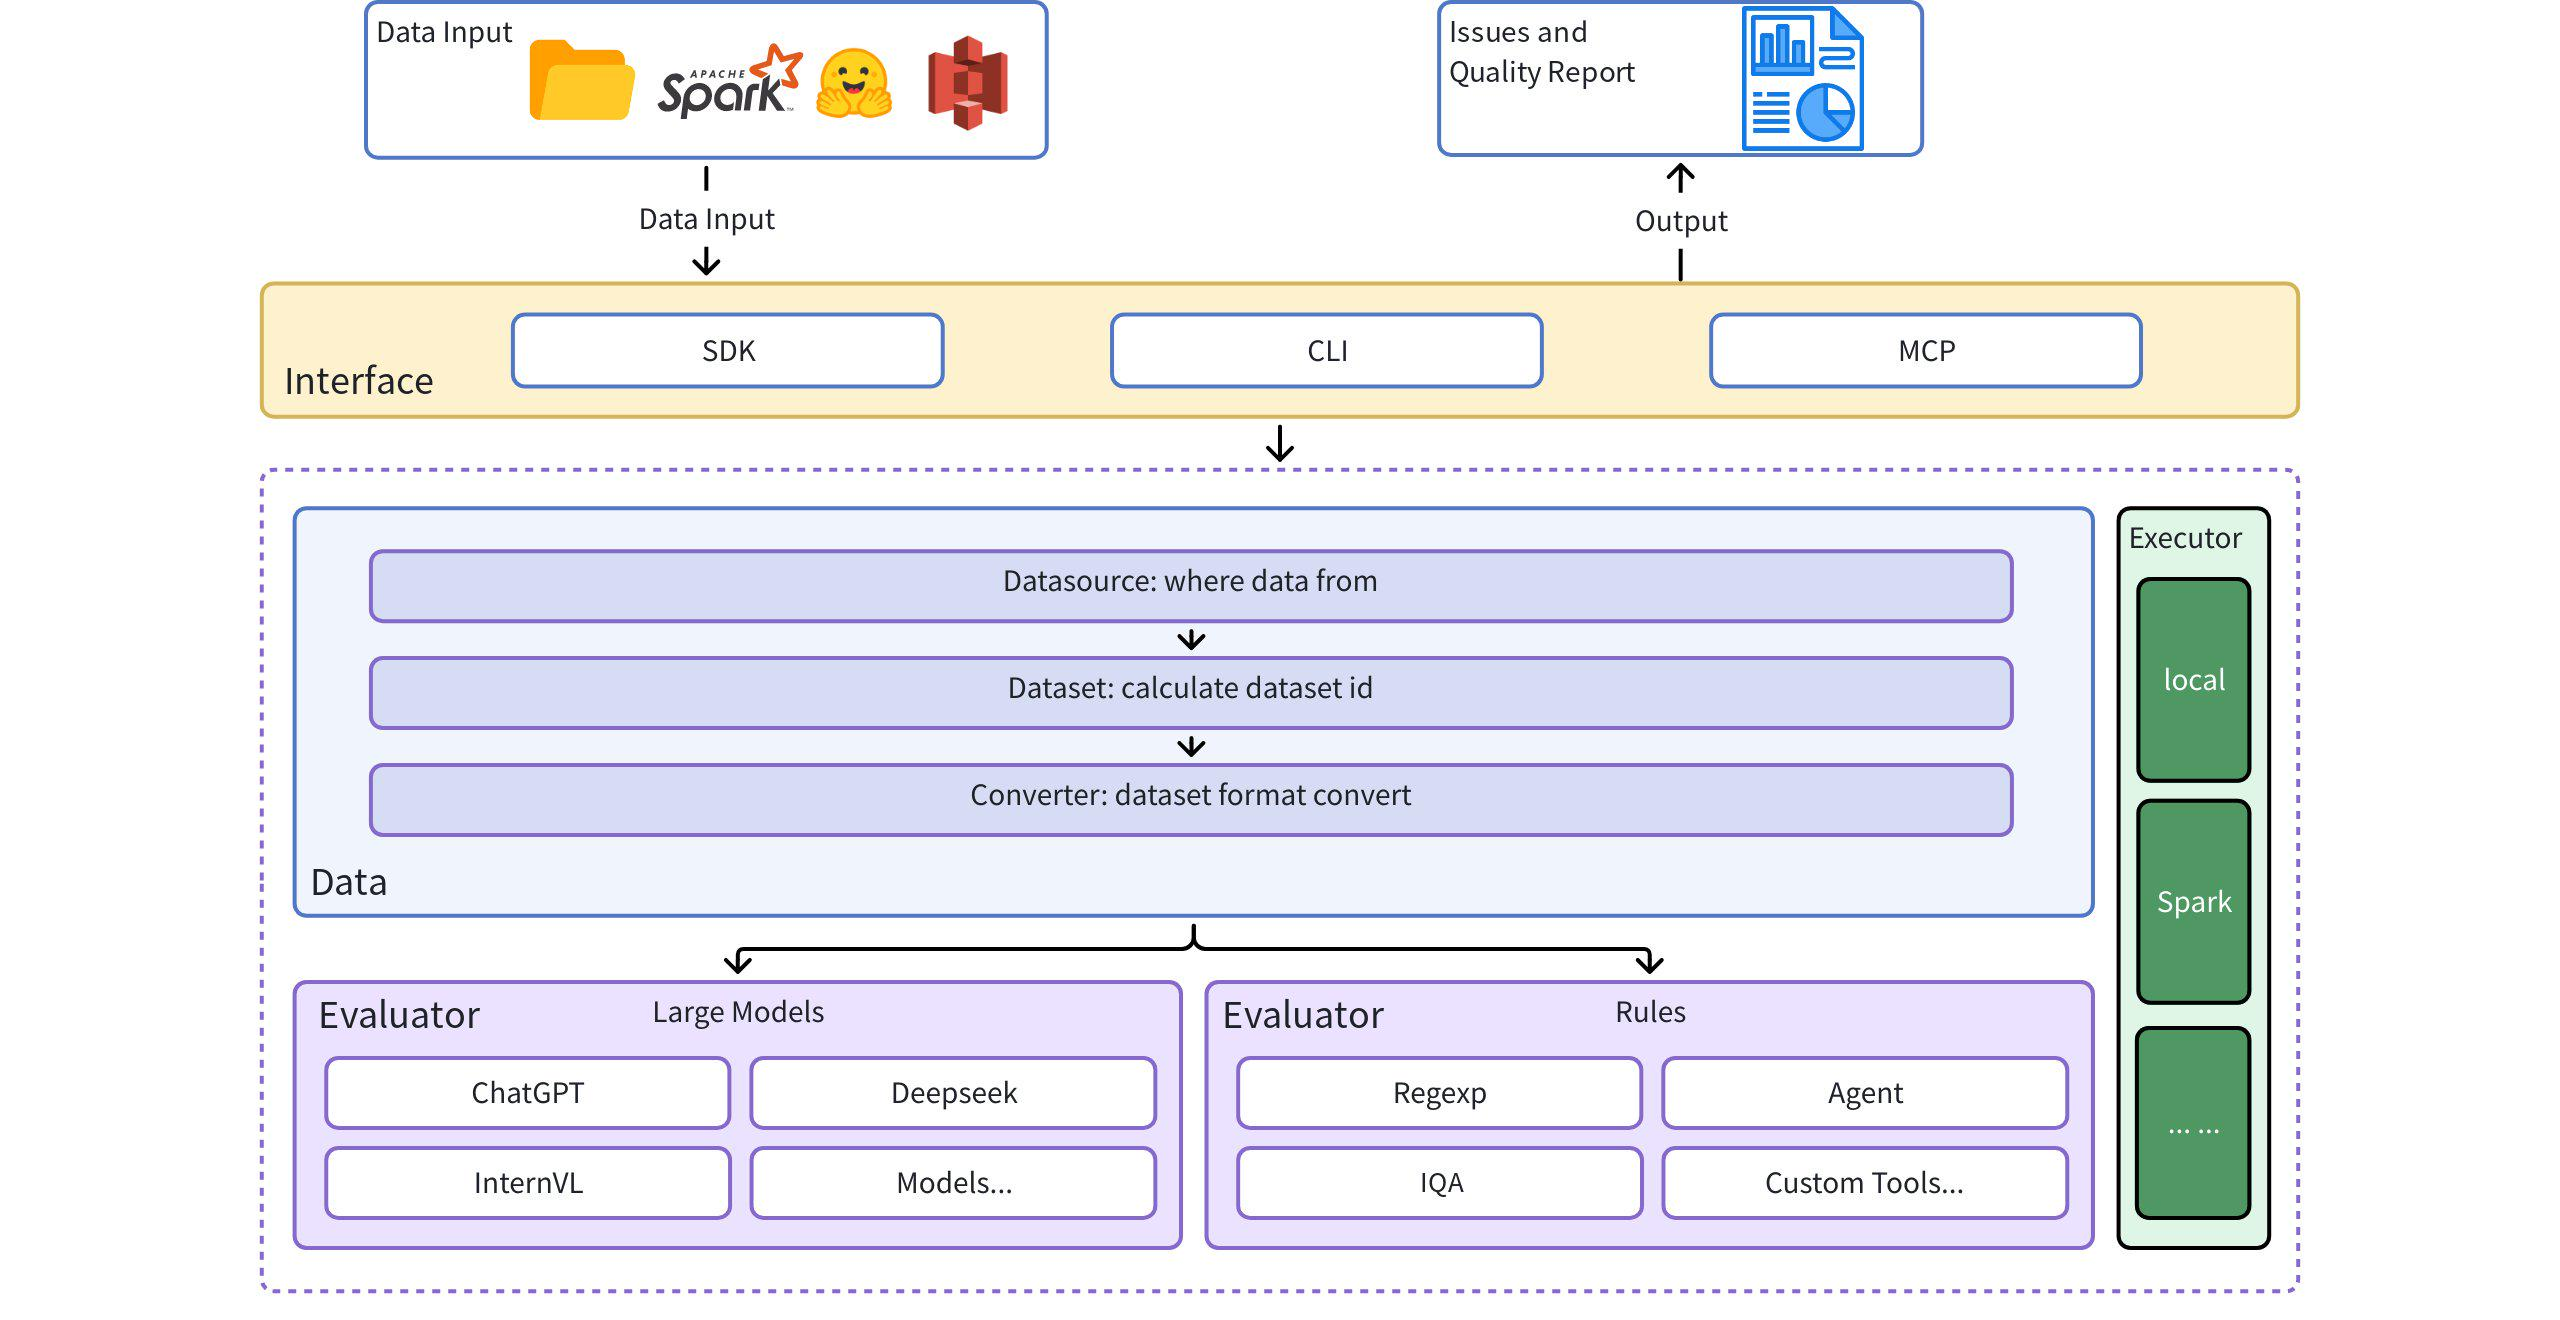 Data Input
APACHE
Spark™
Issues and
Quality Report
Data Input
Output
Interface
SDK
CLI
MCP
Datasource: where data from
Dataset: calculate dataset id
Converter: dataset format convert
Data
Executor
local
Spark
... ...
Evaluator
Large Models
ChatGPT
Deepseek
InternVL
Models...
Evaluator
Rules
Regexp
Agent
IQA
Custom Tools...